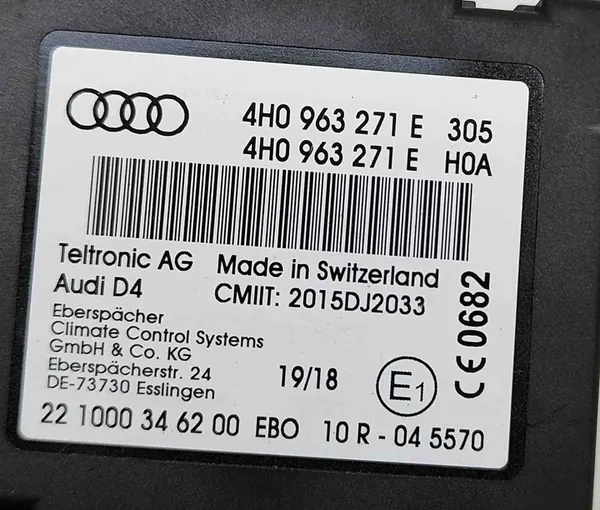 4H0 963 271 E 305
4H0 963 271 E H0A
Teltronic AG Made in Switzerland
Audi D4 CMIIT: 2015DJ2033
Eberspächer
Climate Control Systems
GmbH & Co. KG
Eberspächerstr. 24
DE-73730 Esslingen
19/18
E1
CE0682
22 1000 34 62 00 EBO 10 R - 04 5570